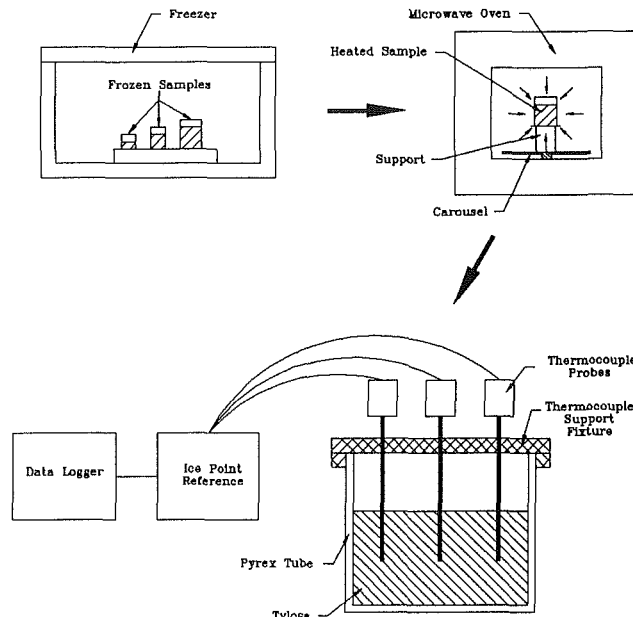 Freezer
Frozen Samples
Microwave Oven
Heated Sample
Support
Carousel
Thermocouple
Probes
Thermocouple
Support
Fixture
Data Logger
Ice Point
Reference
Pyrex Tube
Tylose